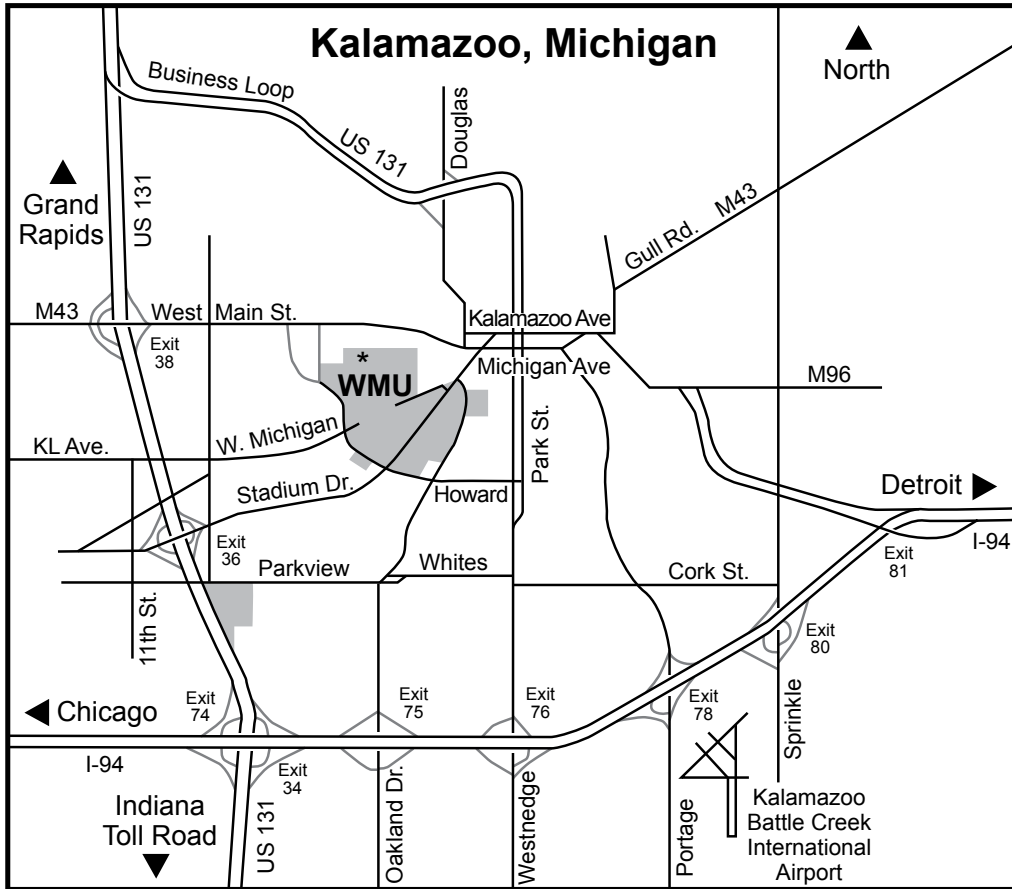 Kalamazoo, Michigan
North
Business Loop
US 131
Douglas
Grand
Rapids
US 131
Gull Rd.
M43
M43
West
Main St.
Kalamazoo Ave
Exit
38
*
WMU
Michigan Ave
M96
KL Ave.
W. Michigan
Park St.
Stadium Dr.
Howard
Detroit
I-94
Exit
36
Exit
81
Parkview
Whites
Cork St.
11th St.
Exit
80
Chicago
Exit
74
Exit
75
Exit
76
Exit
78
Sprinkle
I-94
Exit
34
Indiana
Toll Road
US 131
Oakland Dr.
Westnedge
Portage
Kalamazoo
Battle Creek
International
Airport